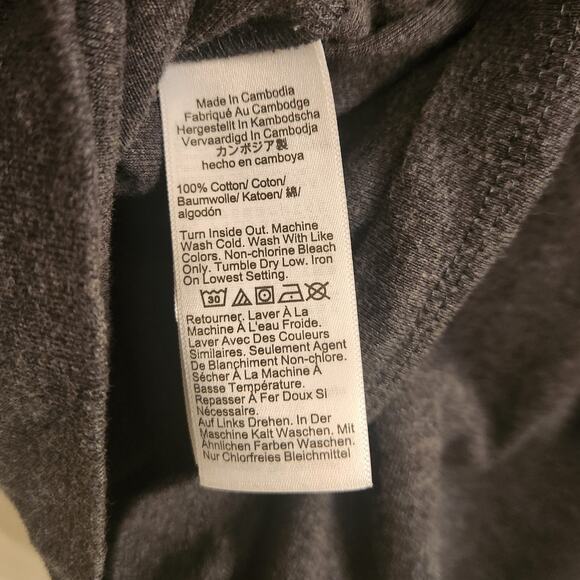 Made In Cambodia
Fabriqué Au Cambodge
Hergestellt In Kambodscha
Vervaardigd In Cambodja
カンボジア製
hecho en camboya
100% Cotton/ Coton/
Baumwolle/ Katoen/ 綿/
algodón
Turn Inside Out. Machine
Wash Cold. Wash With Like
Colors. Non-chlorine Bleach
Only. Tumble Dry Low. Iron
On Lowest Setting.
30
Retourner. Laver À La
Machine À L'eau Froide.
Laver Avec Des Couleurs
Similaires. Seulement Agent
De Blanchiment Non-chlore.
Sécher À La Machine À
Basse Température.
Repasser À Fer Doux Si
Nécessaire.
Auf Links Drehen. In Der
Maschine Kalt Waschen. Mit
Ähnlichen Farben Waschen.
Nur Chlorfreies Bleichmittel